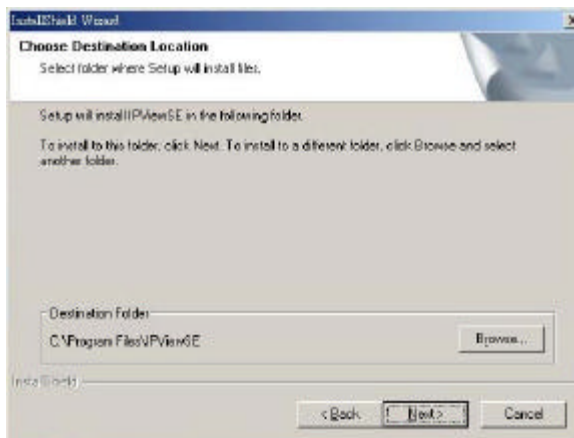 InstallShield Wizard
Choose Destination Location
Select folder where Setup will install files.
Setup will install IPViewSE in the following folder.
To install to this folder, click Next. To install to a different folder, click Browse and select
another folder.
Destination Folder
C:\Program Files\IPViewSE
Browse...
InstallShield
< Back
Next >
Cancel